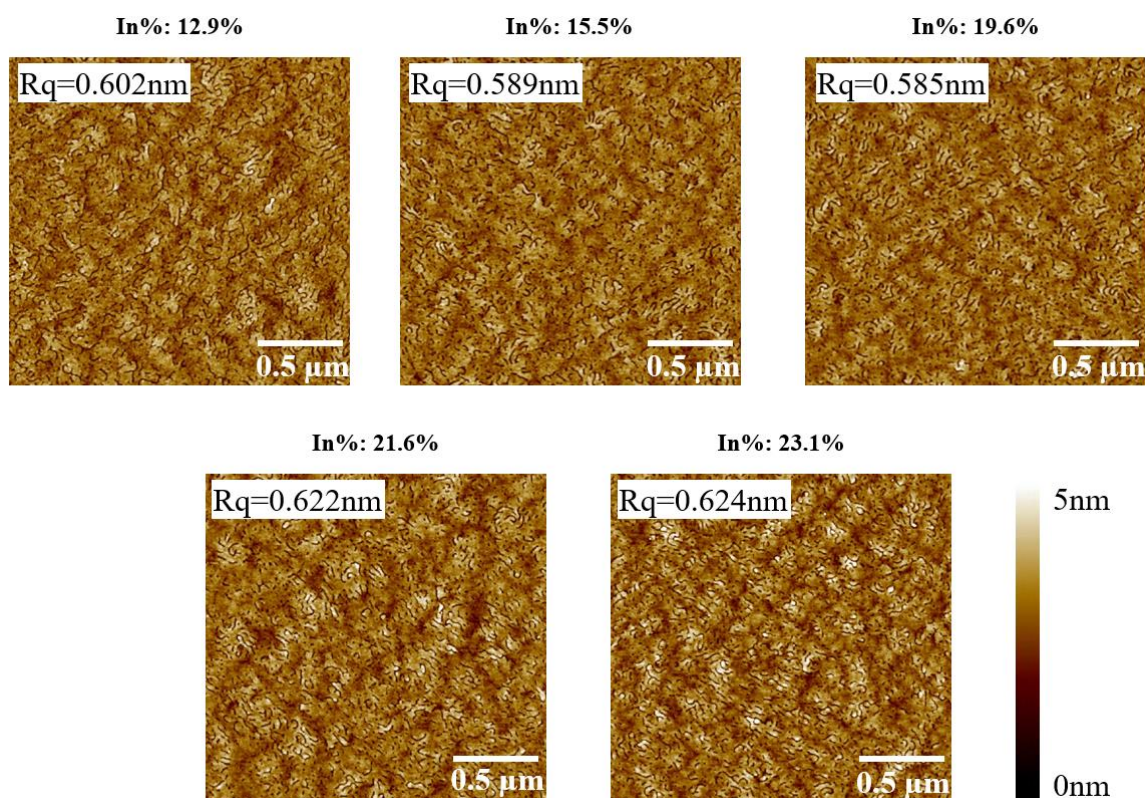 In%: 12.9%
In%: 15.5%
In%: 19.6%
Rq=0.602nm
Rq=0.589nm
Rq=0.585nm
0.5 µm
0.5 µm
0.5 µm
In%: 21.6%
In%: 23.1%
Rq=0.622nm
Rq=0.624nm
5nm
0.5 µm
0.5 µm
0nm